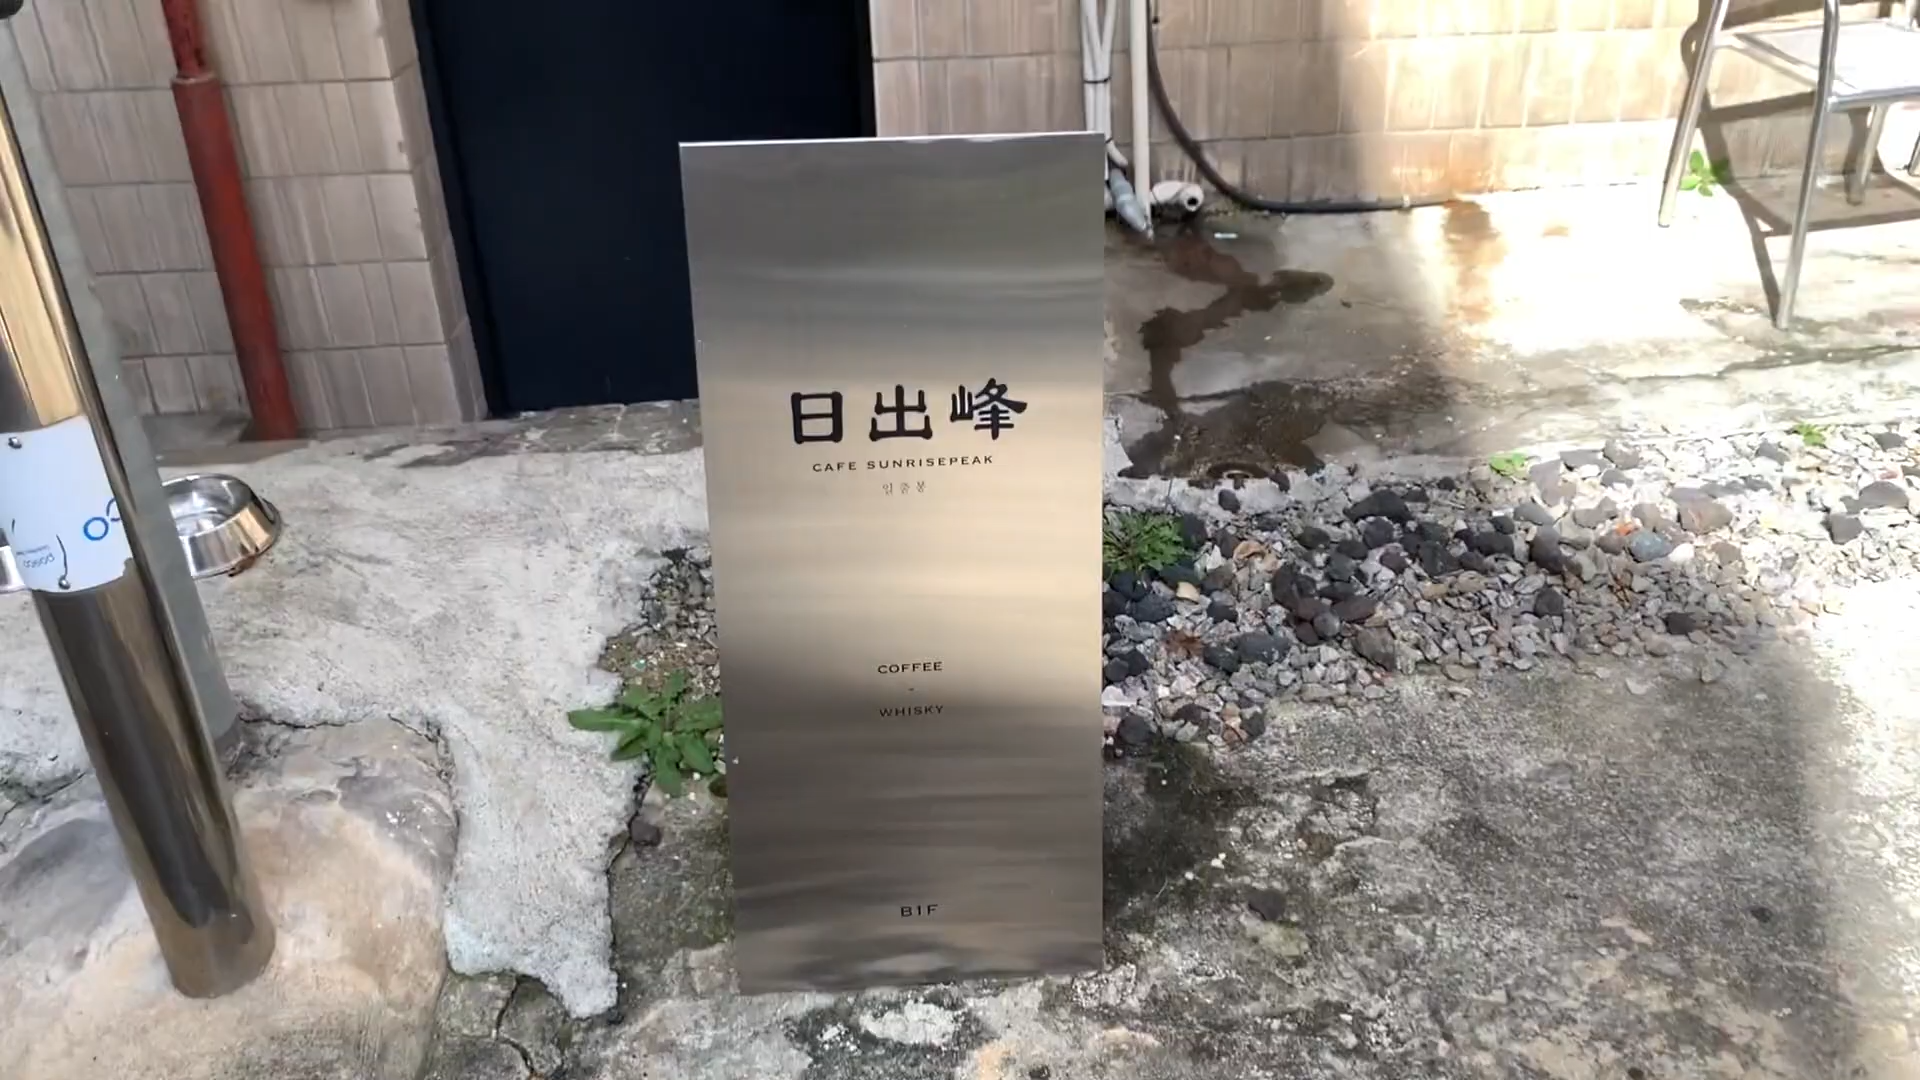 日出峰
CAFE SUNRISEPEAK
일출봉
COFFEE
-
WHISKY
B1F